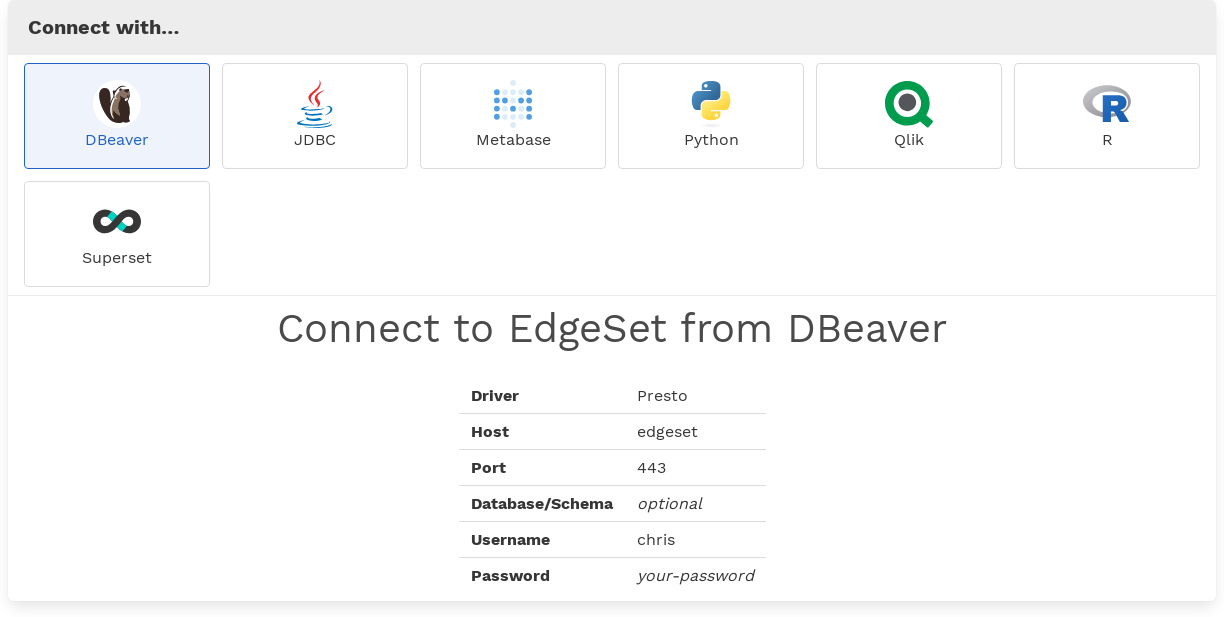 Connect with...
DBeaver JDBC Metabase Python Qlik R
Superset
Connect to EdgeSet from DBeaver
Driver Presto
Host edgeset
Port 443
Database/Schema optional
Username chris
Password your-password